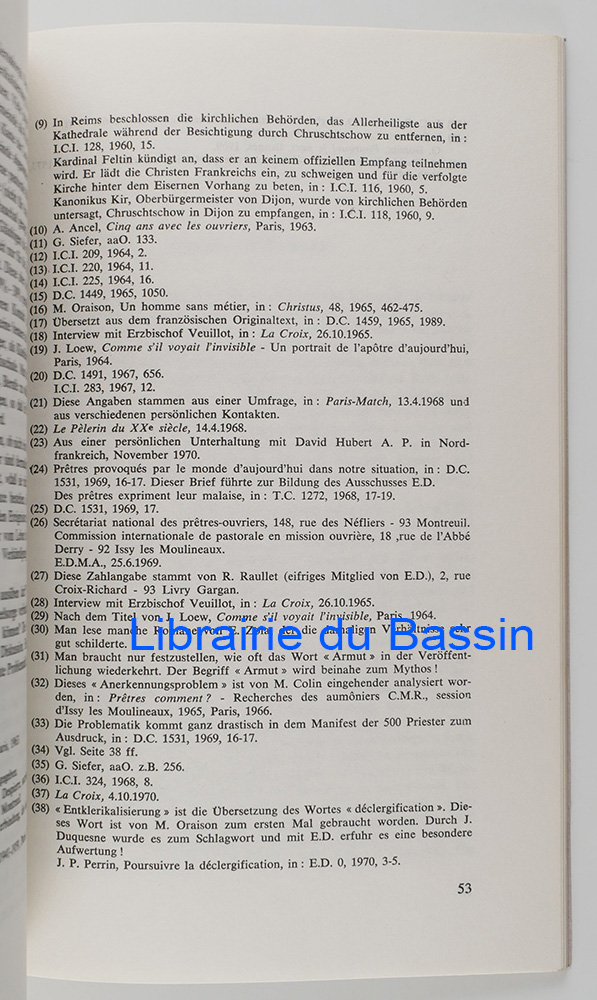 (9) In Reims beschlossen die kirchlichen Behörden, das Allerheiligste aus der
Kathedrale während der Besichtigung durch Chruschtschow zu entfernen, in :
I.C.I. 128, 1960, 15.
Kardinal Feltin kündigt an, dass er an keinem offiziellen Empfang teilnehmen
wird. Er lädt die Christen Frankreichs ein, zu schweigen und für die verfolgte
Kirche hinter dem Eisernen Vorhang zu beten, in : I.C.I. 116, 1960, 5.
Kanonikus Kir, Oberbürgermeister von Dijon, wurde von kirchlichen Behörden
untersagt, Chruschtschow in Dijon zu empfangen, in : I.C.I. 118, 1960, 9.
(10) A. Ancel, Cinq ans avec les ouvriers, Paris, 1963.
(11) G. Siefer, aaO. 133.
(12) I.C.I. 209, 1964, 2.
(13) I.C.I. 220, 1964, 11.
(14) I.C.I. 225, 1964, 16.
(15) D.C. 1449, 1965, 1050.
(16) M. Oraison, Un homme sans métier, in : Christus, 48, 1965, 462-475.
(17) Übersetzt aus dem französischen Originaltext, in : D.C. 1459, 1965, 1989.
(18) Interview mit Erzbischof Veuillot, in : La Croix, 26.10.1965.
(19) J. Loew, Comme s'il voyait l'invisible - Un portrait de l'apôtre d'aujourd'hui,
Paris, 1964.
(20) D.C. 1491, 1967, 656.
I.C.I. 283, 1967, 12.
(21) Diese Angaben stammen aus einer Umfrage, in : Paris-Match, 13.4.1968 und
aus verschiedenen persönlichen Kontakten.
(22) Le Pèlerin du XXe siècle, 14.4.1968.
(23) Aus einer persönlichen Unterhaltung mit David Hubert A. P. in Nord-
frankreich, November 1970.
(24) Prêtres provoqués par le monde d'aujourd'hui dans notre situation, in : D.C.
1531, 1969, 16-17. Dieser Brief führte zur Bildung des Ausschusses E.D.
Des prêtres expriment leur malaise, in : T.C. 1272, 1968, 17-19.
(25) D.C. 1531, 1969, 17.
(26) Secrétariat national des prêtres-ouvriers, 148, rue des Néfliers - 93 Montreuil.
Commission internationale de pastorale en mission ouvrière, 18 ,rue de l'Abbé
Derry - 92 Issy les Moulineaux.
E.D.M.A., 25.6.1969.
(27) Diese Zahlangabe stammt von R. Raullet (eifriges Mitglied von E.D.), 2, rue
Croix-Richard - 93 Livry Gargan.
(28) Interview mit Erzbischof Veuillot, in : La Croix, 26.10.1965.
(29) Nach dem Titel von J. Loew, Comme s'il voyait l'invisible, Paris, 1964.
(30) Man lese manche Romane von E. Zola, der die damaligen Verhältnisse sehr
gut schilderte.
Librairie du Bassin
(31) Man braucht nur festzustellen, wie oft das Wort « Armut » in der Veröffent-
lichung wiederkehrt. Der Begriff « Armut » wird beinahe zum Mythos !
(32) Dieses « Anerkennungsproblem » ist von M. Colin eingehender analysiert wor-
den, in : Prêtres comment ? - Recherches des aumôniers C.M.R., session
d'Issy les Moulineaux, 1965, Paris, 1966.
(33) Die Problematik kommt ganz drastisch in dem Manifest der 500 Priester zum
Ausdruck, in : D.C. 1531, 1969, 16-17.
(34) Vgl. Seite 38 ff.
(35) G. Siefer, aaO. z.B. 256.
(36) I.C.I. 324, 1968, 8.
(37) La Croix, 4.10.1970.
(38) « Entklerikalisierung » ist die Übersetzung des Wortes « déclergification ». Die-
ses Wort ist von M. Oraison zum ersten Mal gebraucht worden. Durch J.
Duquesne wurde es zum Schlagwort und mit E.D. erfuhr es eine besondere
Aufwertung !
J. P. Perrin, Poursuivre la déclergification, in : E.D. 0, 1970, 3-5.
53